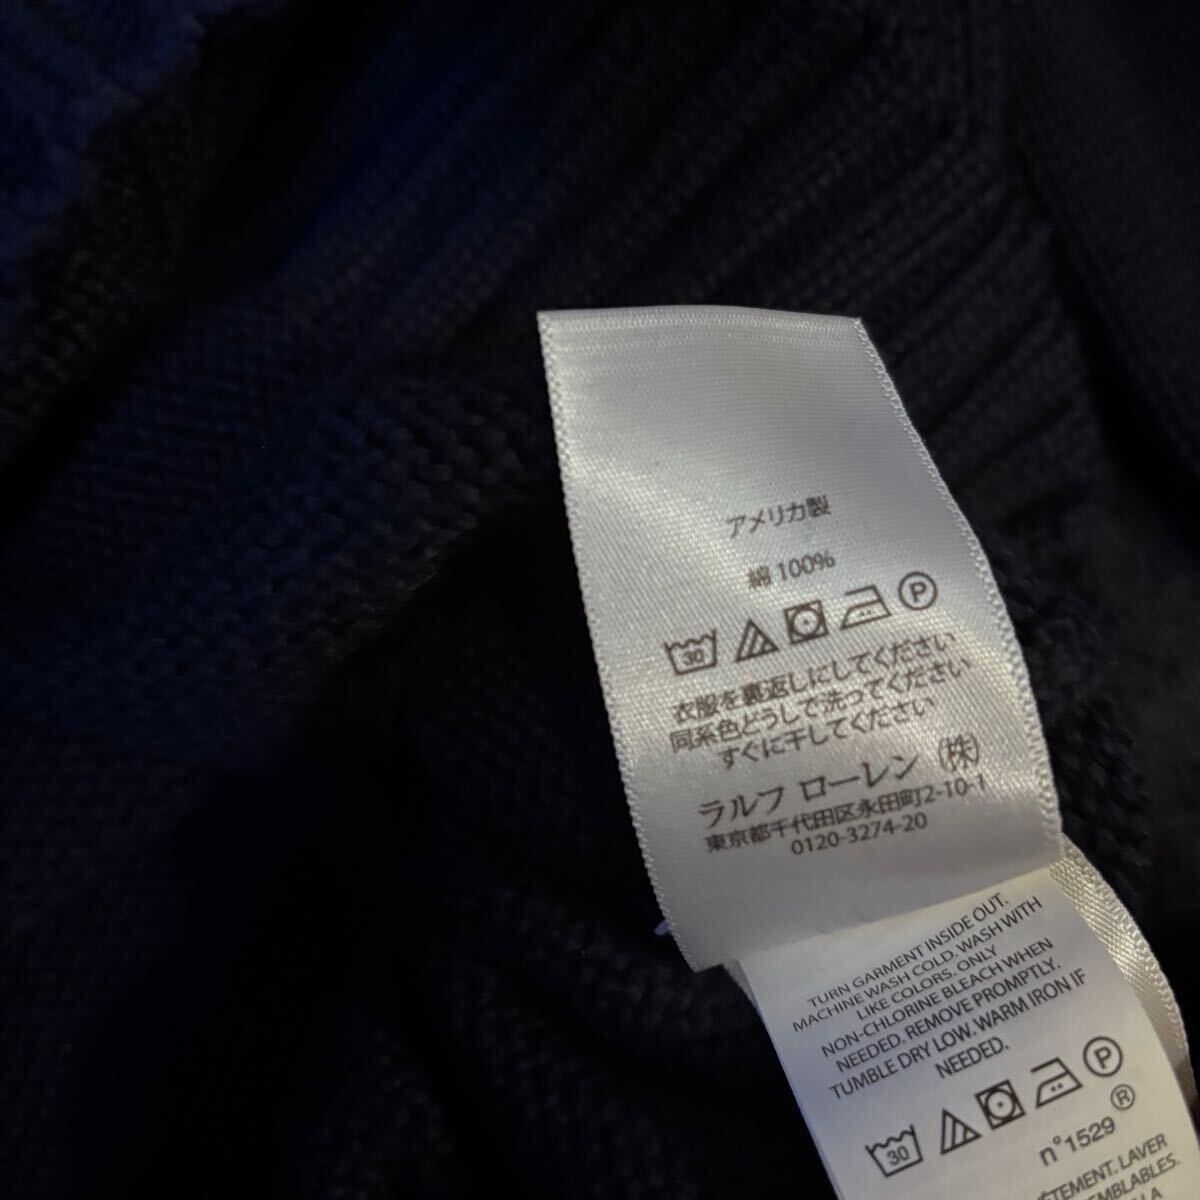 アメリカ製
綿 100%
30 P
衣服を裏返しにしてください
同系色どうしで洗ってください
すぐに干してください
ラルフ ローレン (株)
東京都千代田区永田町2-10-1
0120-3274-20
TURN GARMENT INSIDE OUT.
MACHINE WASH COLD. WASH WITH
LIKE COLORS. ONLY
NON-CHLORINE BLEACH WHEN
NEEDED. REMOVE PROMPTLY.
TUMBLE DRY LOW. WARM IRON IF
NEEDED.
30 P
n°1529 ®
ETEMENT. LAVER
EMBLABLES.